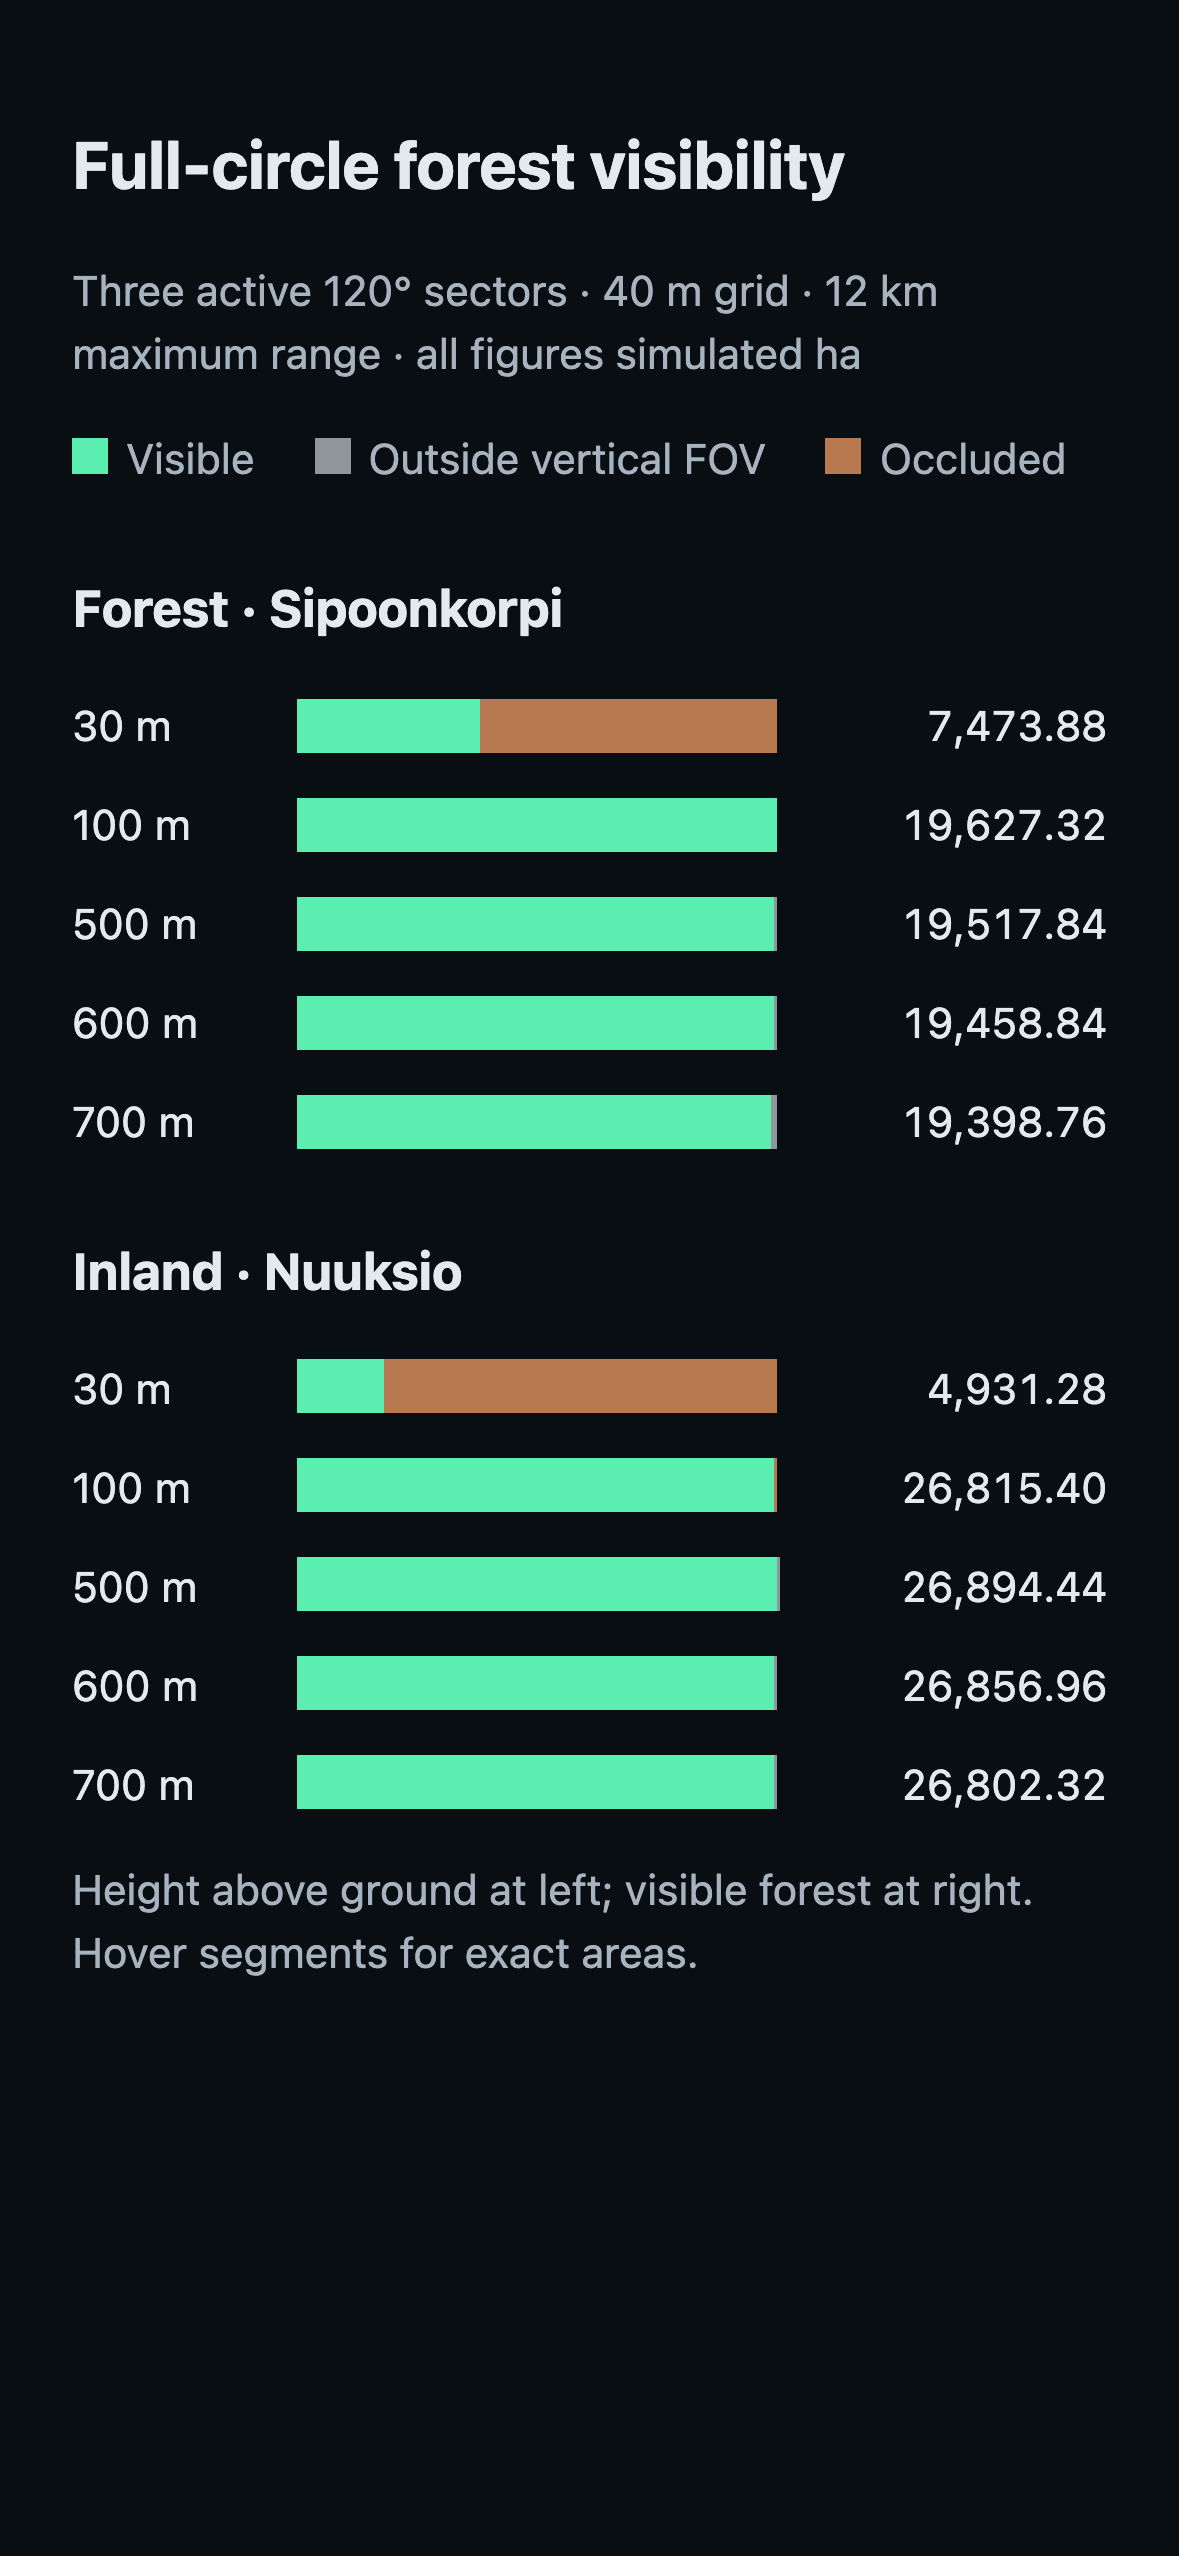 Full-circle forest visibility
Three active 120° sectors · 40 m grid · 12 km
maximum range · all figures simulated ha
Visible Outside vertical FOV Occluded
Forest · Sipoonkorpi
30 m 7,473.88
100 m 19,627.32
500 m 19,517.84
600 m 19,458.84
700 m 19,398.76
Inland · Nuuksio
30 m 4,931.28
100 m 26,815.40
500 m 26,894.44
600 m 26,856.96
700 m 26,802.32
Height above ground at left; visible forest at right.
Hover segments for exact areas.